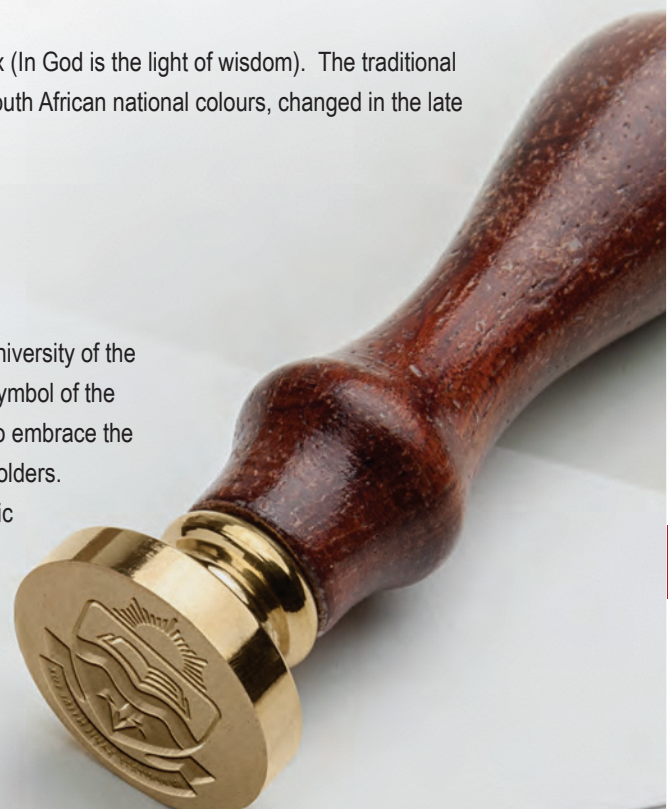 x (In God is the light of wisdom). The traditional
outh African national colours, changed in the late
niversity of the
ymbol of the
o embrace the
olders.
ic